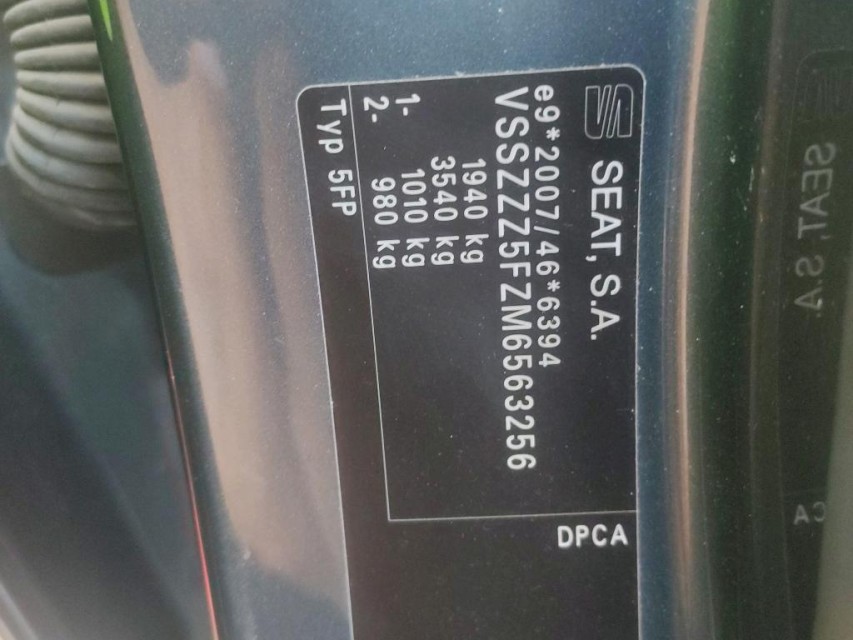 SEAT, S.A.
e9*2007/46*6394
VSSZZZ5FZM6563256
1940 kg
3540 kg
1- 1010 kg
2- 980 kg
Typ 5FP
DPCA